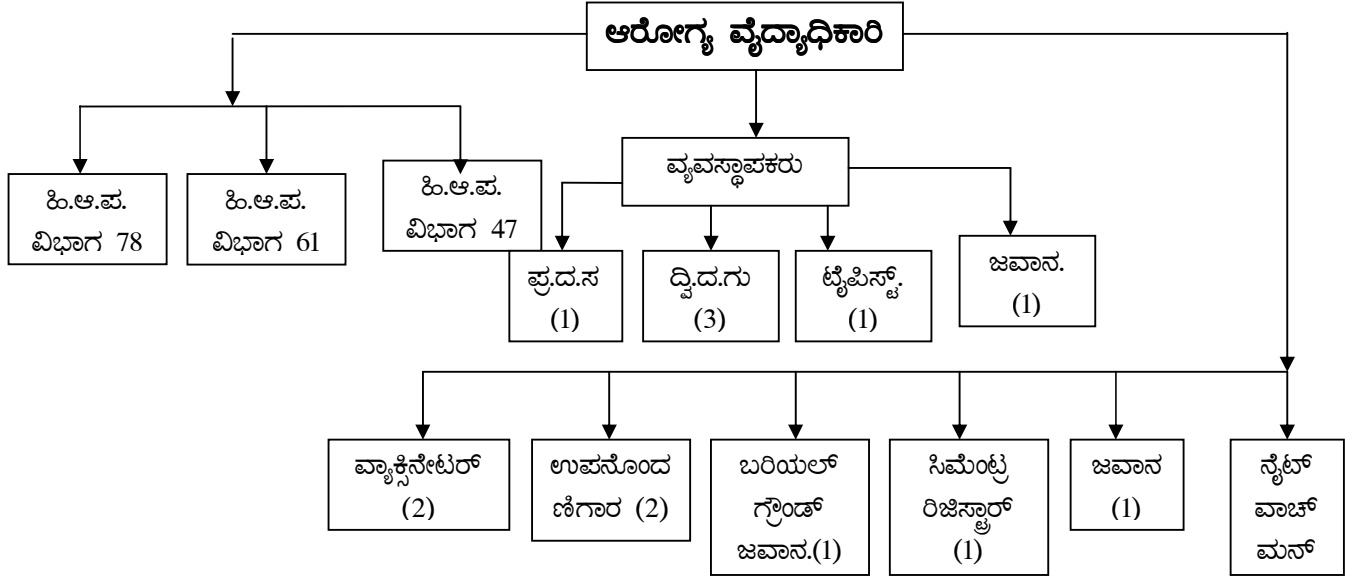 ಆರೋಗ್ಯ ವೈದ್ಯಾಧಿಕಾರಿ
ಹಿ.ಆ.ಪ.
ವಿಭಾಗ 78
ಹಿ.ಆ.ಪ.
ವಿಭಾಗ 61
ಹಿ.ಆ.ಪ.
ವಿಭಾಗ 47
ವ್ಯವಸ್ಥಾಪಕರು
ಪ್ರ.ದ.ಸ
(1)
ದ್ವಿ.ದ.ಗು
(3)
ಟೈಪಿಸ್ಟ್.
(1)
ಜವಾನ.
(1)
ವ್ಯಾಕ್ಸಿನೇಟರ್
(2)
ಉಪನೊಂದ
ಣಿಗಾರ (2)
ಬರಿಯಲ್
ಗ್ರೌಂಡ್
ಜವಾನ.(1)
ಸಿಮೆಂಟ್ರ
ರಿಜಿಸ್ಟ್ರಾರ್
(1)
ಜವಾನ
(1)
ನೈಟ್
ವಾಚ್
ಮನ್